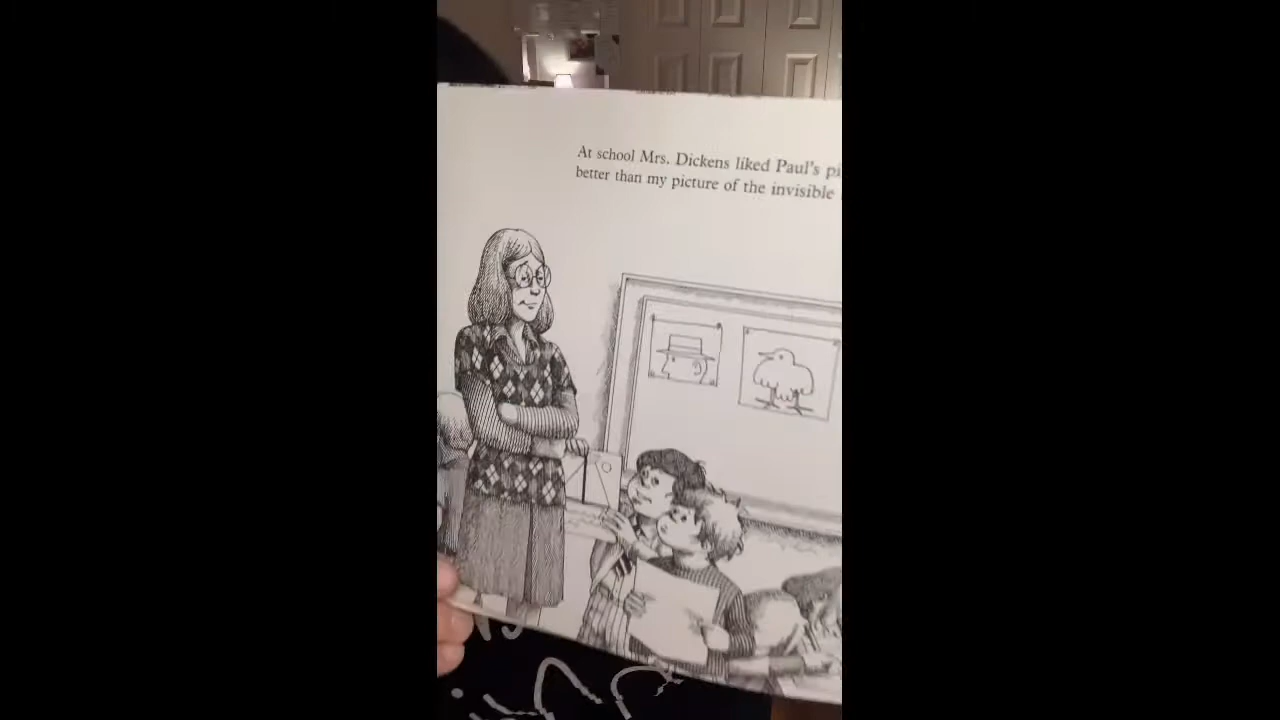 At school Mrs. Dickens liked Paul's
better than my picture of the invisible